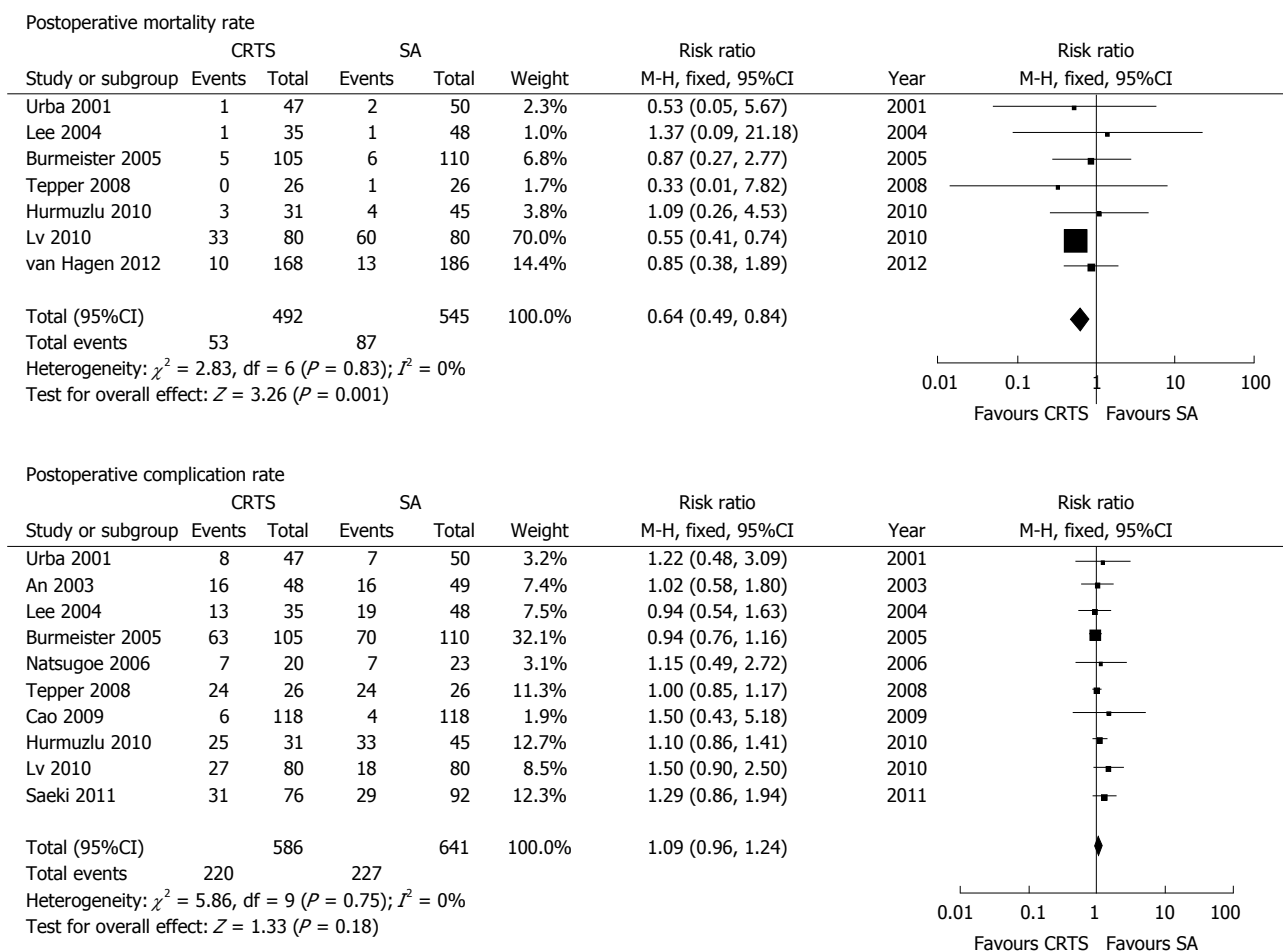 Postoperative mortality rate
CRTS SA Risk ratio Risk ratio
Study or subgroup Events Total Events Total Weight M-H, fixed, 95%CI Year M-H, fixed, 95%CI
Urba 2001 1 47 2 50 2.3% 0.53 (0.05, 5.67) 2001
Lee 2004 1 35 1 48 1.0% 1.37 (0.09, 21.18) 2004
Burmeister 2005 5 105 6 110 6.8% 0.87 (0.27, 2.77) 2005
Tepper 2008 0 26 1 26 1.7% 0.33 (0.01, 7.82) 2008
Hurmuzlu 2010 3 31 4 45 3.8% 1.09 (0.26, 4.53) 2010
Lv 2010 33 80 60 80 70.0% 0.55 (0.41, 0.74) 2010
van Hagen 2012 10 168 13 186 14.4% 0.85 (0.38, 1.89) 2012
Total (95%CI) 492 545 100.0% 0.64 (0.49, 0.84)
Total events 53 87
Heterogeneity: χ² = 2.83, df = 6 (P = 0.83); I² = 0%
Test for overall effect: Z = 3.26 (P = 0.001)
0.01 0.1 1 10 100
Favours CRTS Favours SA
Postoperative complication rate
CRTS SA Risk ratio Risk ratio
Study or subgroup Events Total Events Total Weight M-H, fixed, 95%CI Year M-H, fixed, 95%CI
Urba 2001 8 47 7 50 3.2% 1.22 (0.48, 3.09) 2001
An 2003 16 48 16 49 7.4% 1.02 (0.58, 1.80) 2003
Lee 2004 13 35 19 48 7.5% 0.94 (0.54, 1.63) 2004
Burmeister 2005 63 105 70 110 32.1% 0.94 (0.76, 1.16) 2005
Natsugoe 2006 7 20 7 23 3.1% 1.15 (0.49, 2.72) 2006
Tepper 2008 24 26 24 26 11.3% 1.00 (0.85, 1.17) 2008
Cao 2009 6 118 4 118 1.9% 1.50 (0.43, 5.18) 2009
Hurmuzlu 2010 25 31 33 45 12.7% 1.10 (0.86, 1.41) 2010
Lv 2010 27 80 18 80 8.5% 1.50 (0.90, 2.50) 2010
Saeki 2011 31 76 29 92 12.3% 1.29 (0.86, 1.94) 2011
Total (95%CI) 586 641 100.0% 1.09 (0.96, 1.24)
Total events 220 227
Heterogeneity: χ² = 5.86, df = 9 (P = 0.75); I² = 0%
Test for overall effect: Z = 1.33 (P = 0.18)
0.01 0.1 1 10 100
Favours CRTS Favours SA